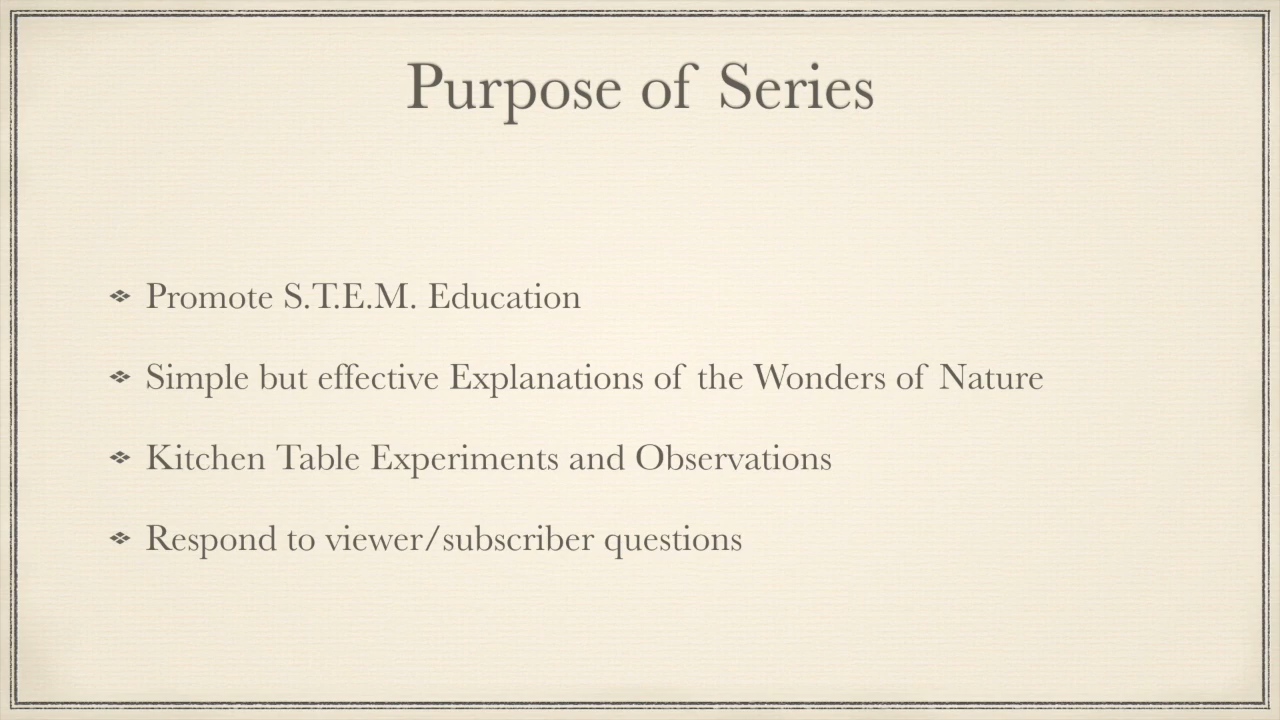 Purpose of Series
Promote S.T.E.M. Education
Simple but effective Explanations of the Wonders of Nature
Kitchen Table Experiments and Observations
Respond to viewer/subscriber questions